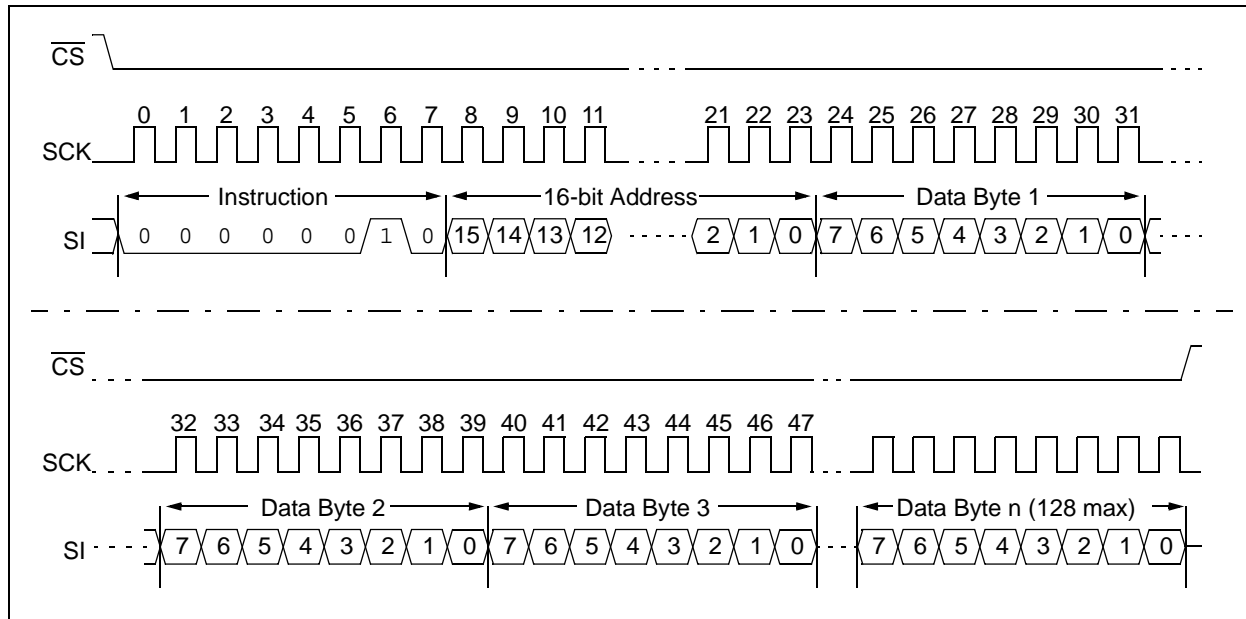 CS
0 1 2 3 4 5 6 7 8 9 10 11 21 22 23 24 25 26 27 28 29 30 31
SCK
Instruction 16-bit Address Data Byte 1
SI 0 0 0 0 0 0 1 0 15 14 13 12 2 1 0 7 6 5 4 3 2 1 0
CS
32 33 34 35 36 37 38 39 40 41 42 43 44 45 46 47
SCK
Data Byte 2 Data Byte 3 Data Byte n (128 max)
SI 7 6 5 4 3 2 1 0 7 6 5 4 3 2 1 0 7 6 5 4 3 2 1 0